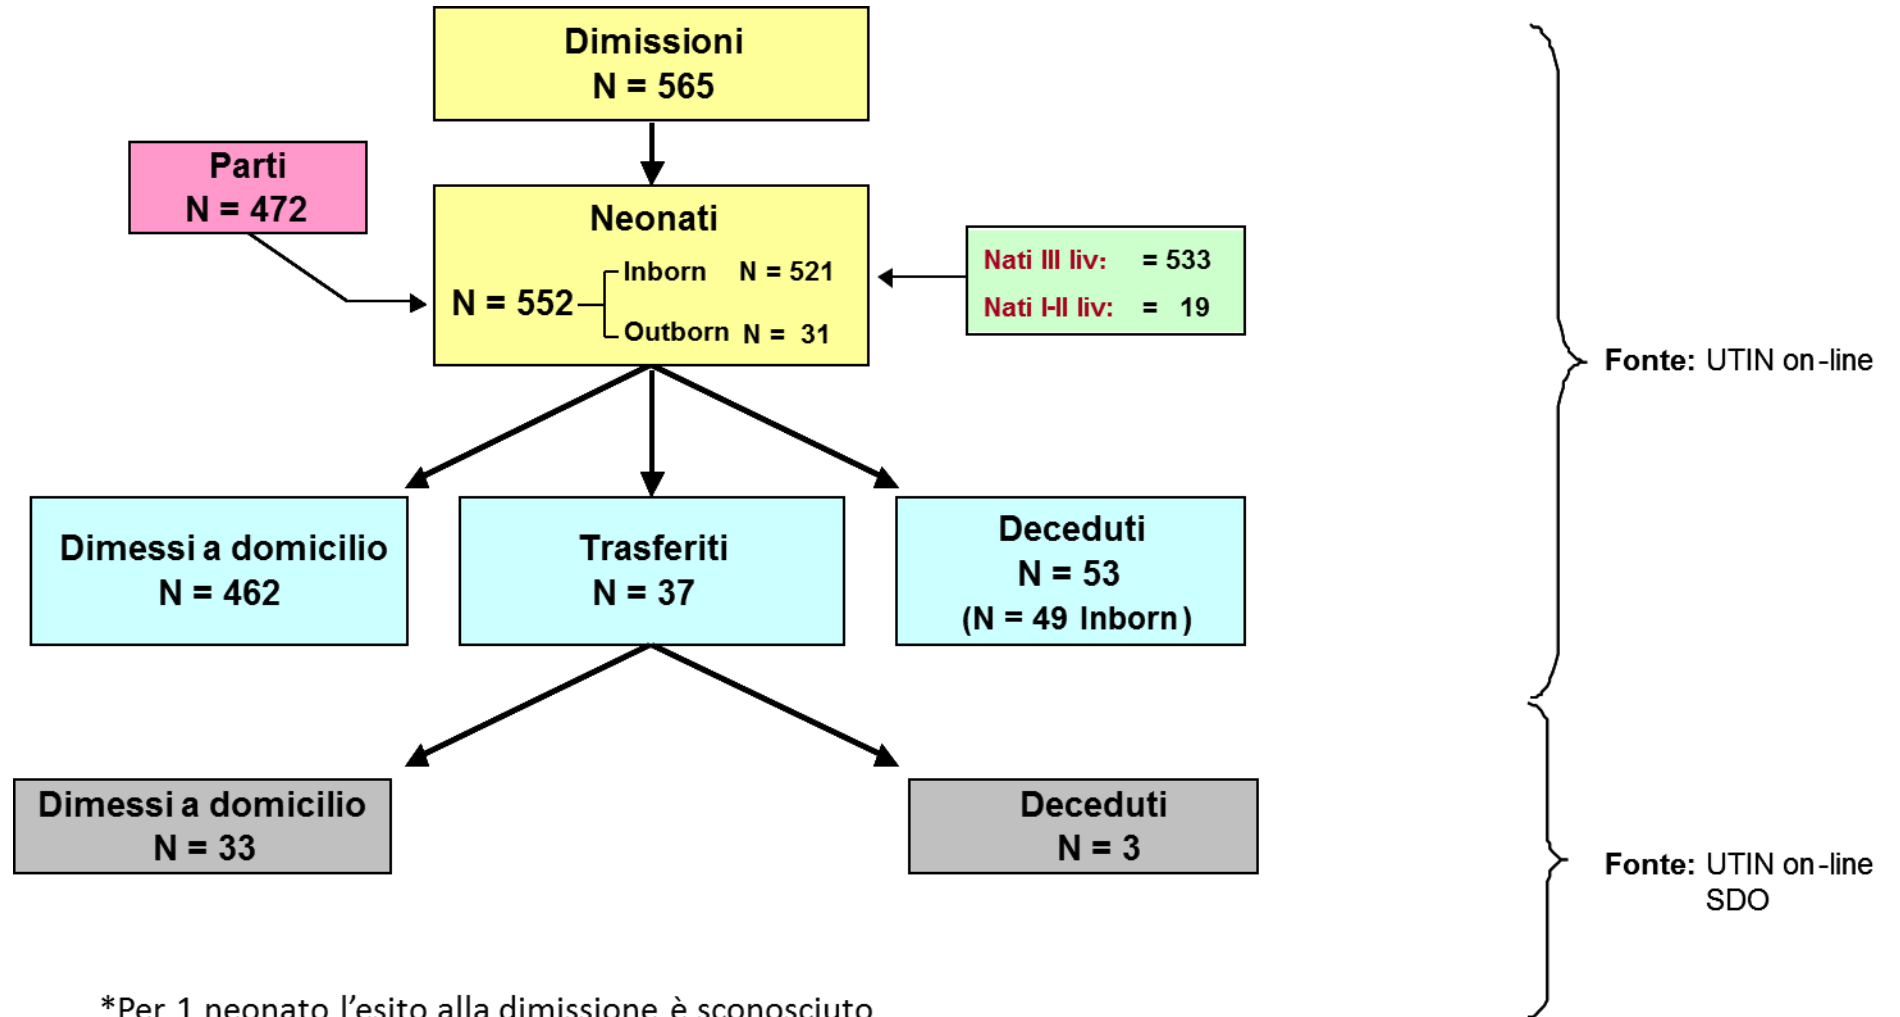 Dimissioni
N = 565
Parti
N = 472
Neonati
N = 552
Inborn N = 521
Outborn N = 31
Nati III liv: = 533
Nati I-II liv: = 19
Fonte: UTIN on-line
Dimessi a domicilio
N = 462
Trasferiti
N = 37
Deceduti
N = 53
(N = 49 Inborn)
Dimessi a domicilio
N = 33
Deceduti
N = 3
Fonte: UTIN on-line
SDO
*Per 1 neonato l’esito alla dimissione è sconosciuto